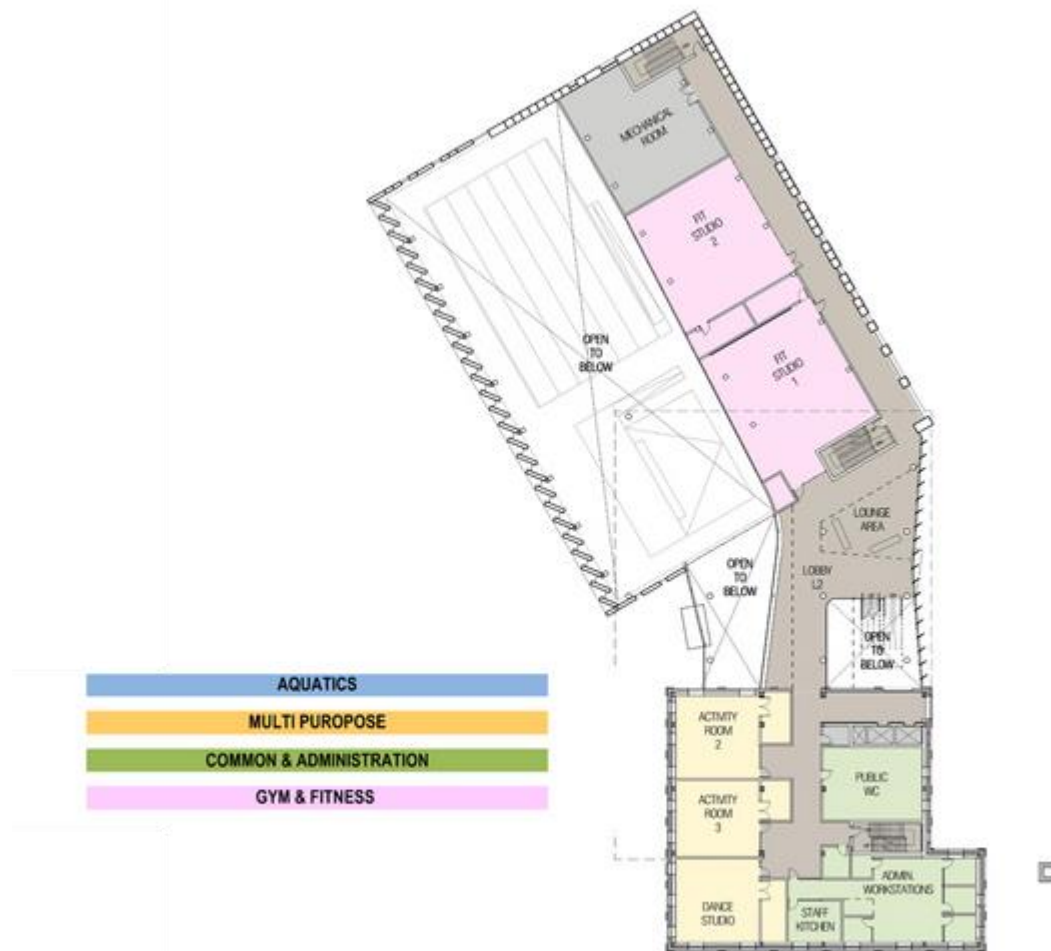 MECHANICAL
ROOM
FIT
STUDIO
2
OPEN
TO
BELOW
FIT
STUDIO
1
LOUNGE
AREA
OPEN
TO
BELOW
LOBBY
L2
OPEN
TO
BELOW
AQUATICS
MULTI PUROPOSE
COMMON & ADMINISTRATION
GYM & FITNESS
ACTIVITY
ROOM
2
PUBLIC
WC
ACTIVITY
ROOM
3
ADMIN.
WORKSTATIONS
DANCE
STUDIO
STAFF
KITCHEN